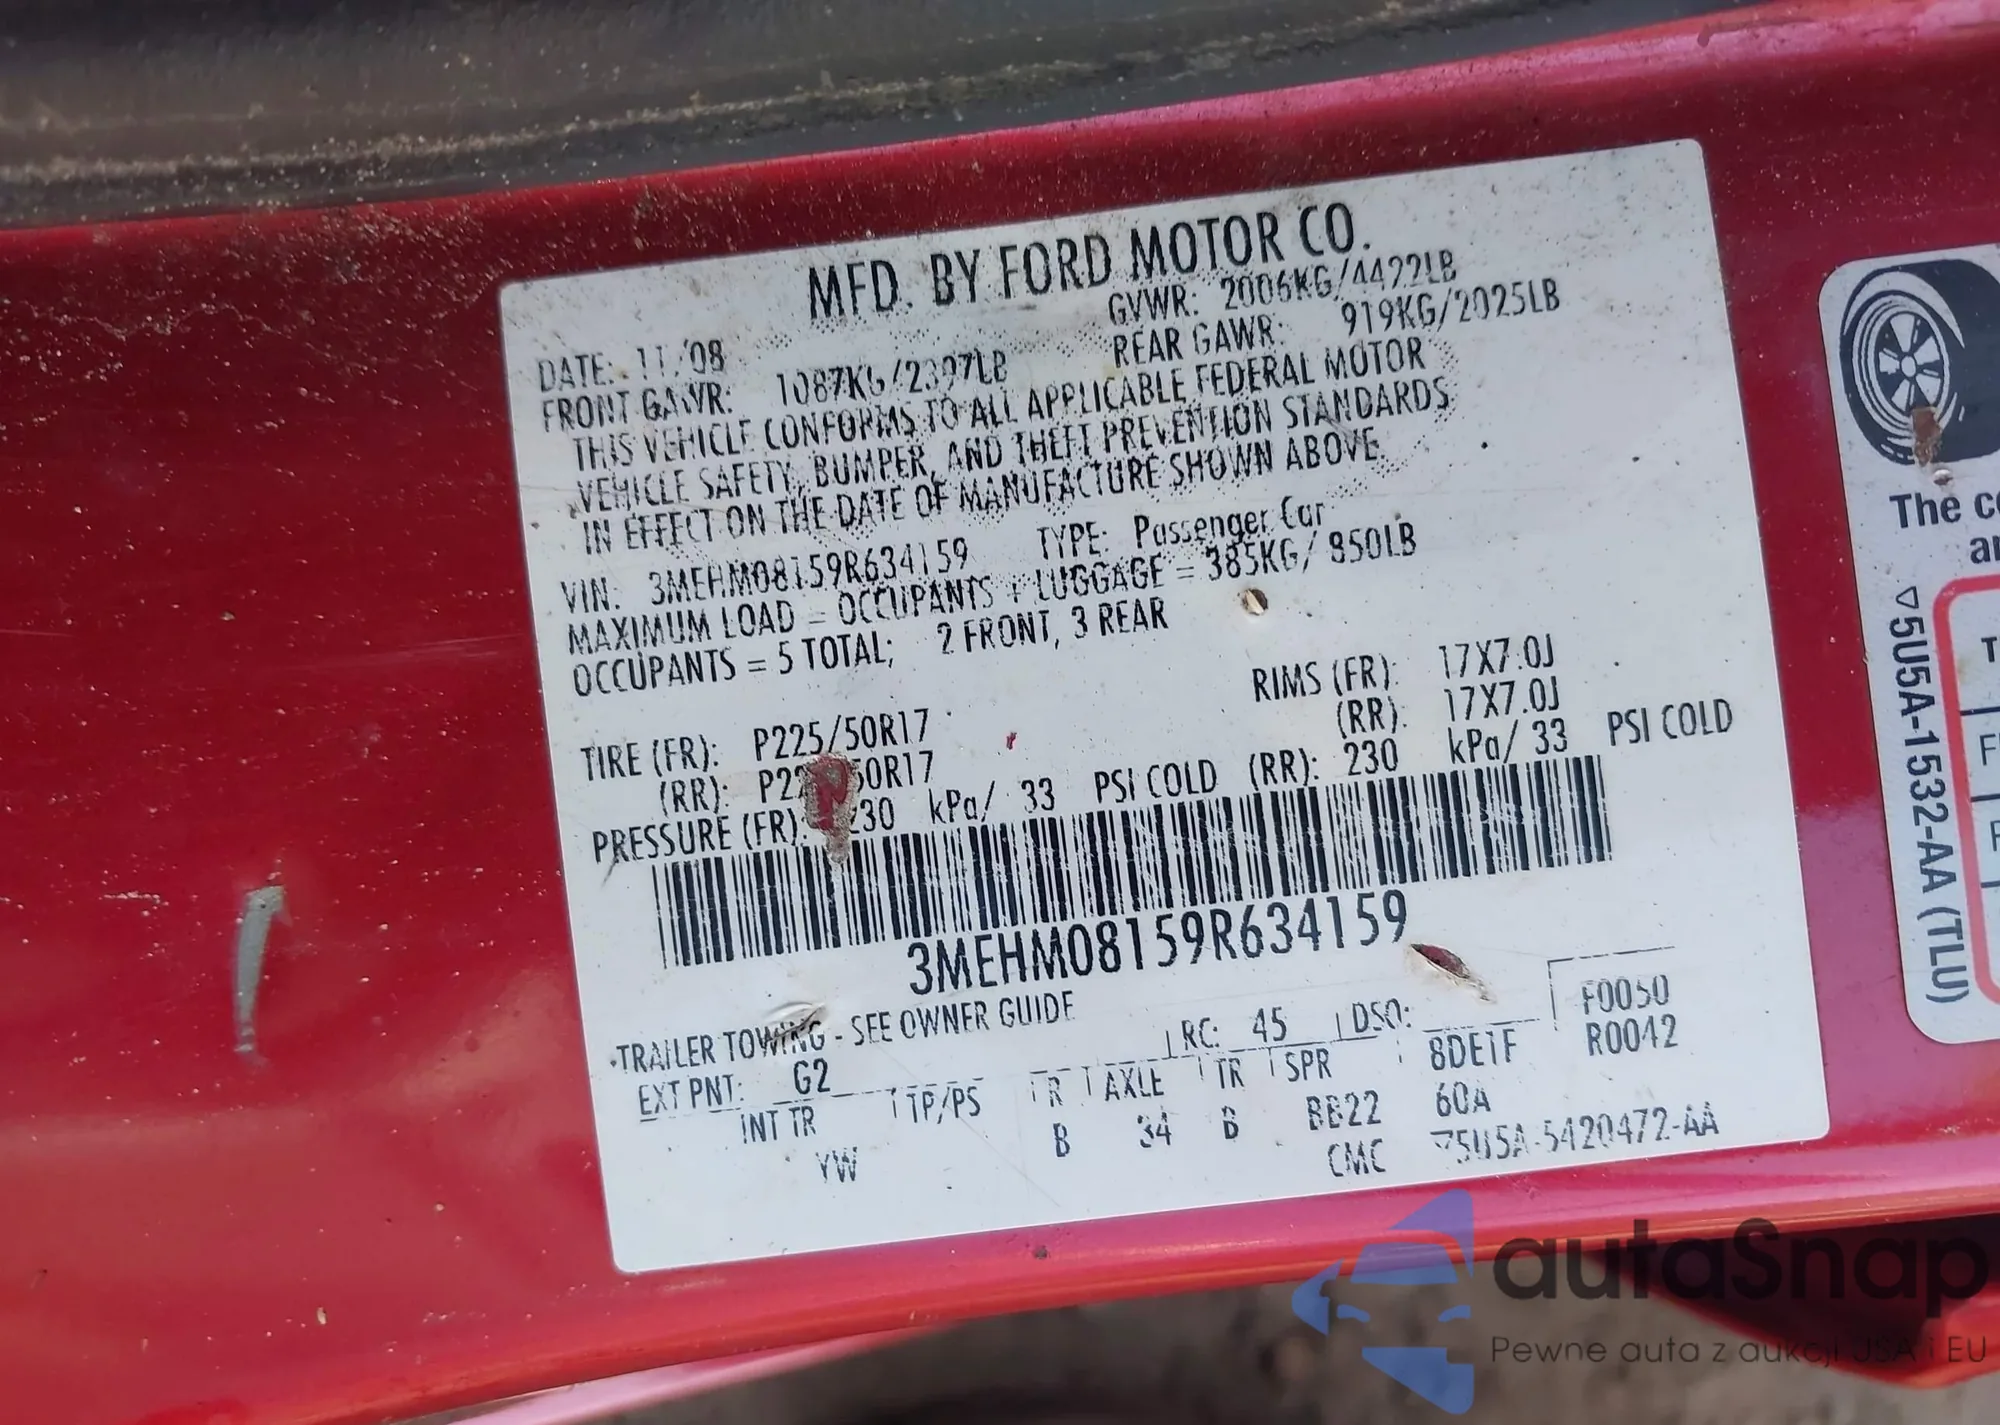 MFD. BY FORD MOTOR CO.
DATE: 11/08 GVWR: 2006KG/4422LB
FRONT GAWR: 1087KG/2397LB REAR GAWR: 919KG/2025LB
THIS VEHICLE CONFORMS TO ALL APPLICABLE FEDERAL MOTOR
VEHICLE SAFETY, BUMPER, AND THEFT PREVENTION STANDARDS
IN EFFECT ON THE DATE OF MANUFACTURE SHOWN ABOVE.
VIN: 3MEHM08159R634159 TYPE: Passenger Car
MAXIMUM LOAD = OCCUPANTS + LUGGAGE = 385KG/ 850LB
OCCUPANTS = 5 TOTAL; 2 FRONT, 3 REAR
TIRE (FR): P225/50R17 RIMS (FR): 17X7.0J
(RR): 50R17 (RR): 17X7.0J
PRESSURE (FR): 230 kPa/ 33 PSI COLD (RR): 230 kPa/ 33 PSI COLD
3MEHM08159R634159
TRAILER TOWING - SEE OWNER GUIDE
EXT PNT: G2 RC: 45 DSO: F0050
INT TR TP/PS R AXLE TR SPR 8DE1F R0042
YW B 34 B BB22 60A
CMC ▽5U5A-5420472-AA
The
▽5U5A-1532-AA (TLU)
autaSnap
Pewne auta z aukcji USA i EU